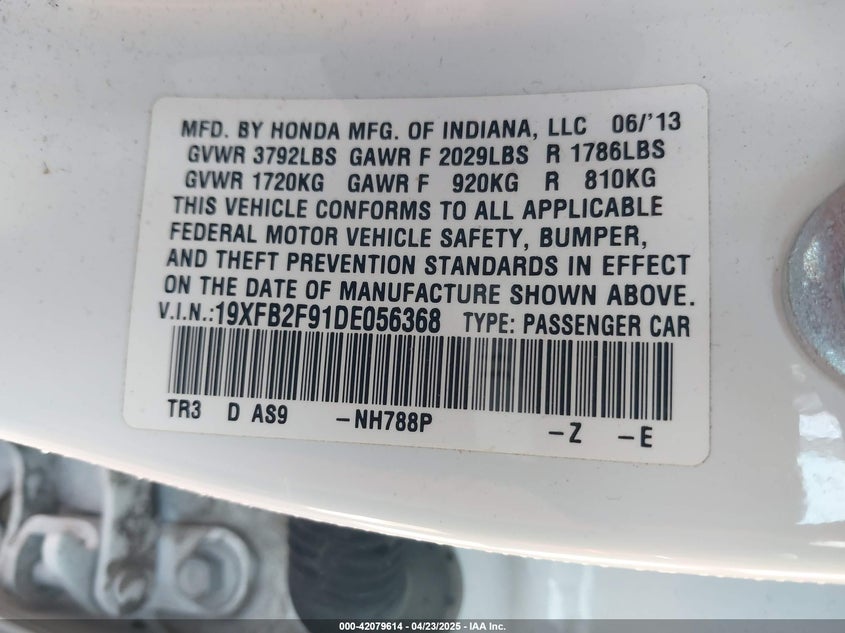 MFD. BY HONDA MFG. OF INDIANA, LLC 06/'13
GVWR 3792LBS GAWR F 2029LBS R 1786LBS
GVWR 1720KG GAWR F 920KG R 810KG
THIS VEHICLE CONFORMS TO ALL APPLICABLE
FEDERAL MOTOR VEHICLE SAFETY, BUMPER,
AND THEFT PREVENTION STANDARDS IN EFFECT
ON THE DATE OF MANUFACTURE SHOWN ABOVE.
V.I.N.:19XFB2F91DE056368 TYPE: PASSENGER CAR
TR3 D AS9 -NH788P -Z -E
000-42079614 - 04/23/2025 - IAA Inc.